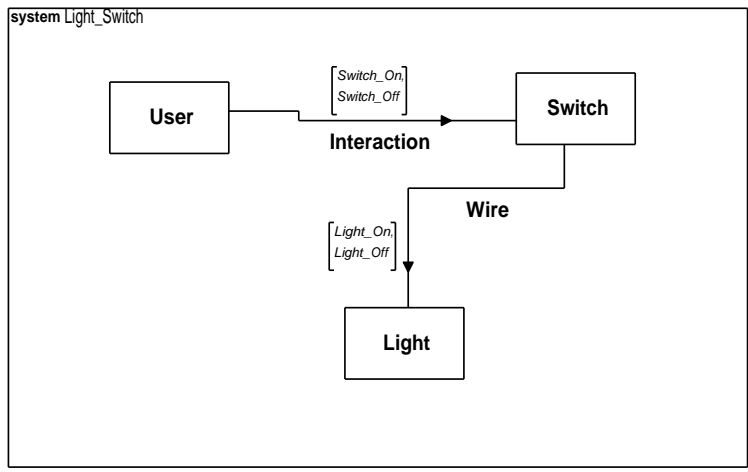 system Light_Switch
Switch_On,
Switch_Off
User
Switch
Interaction
Wire
Light_On,
Light_Off
Light